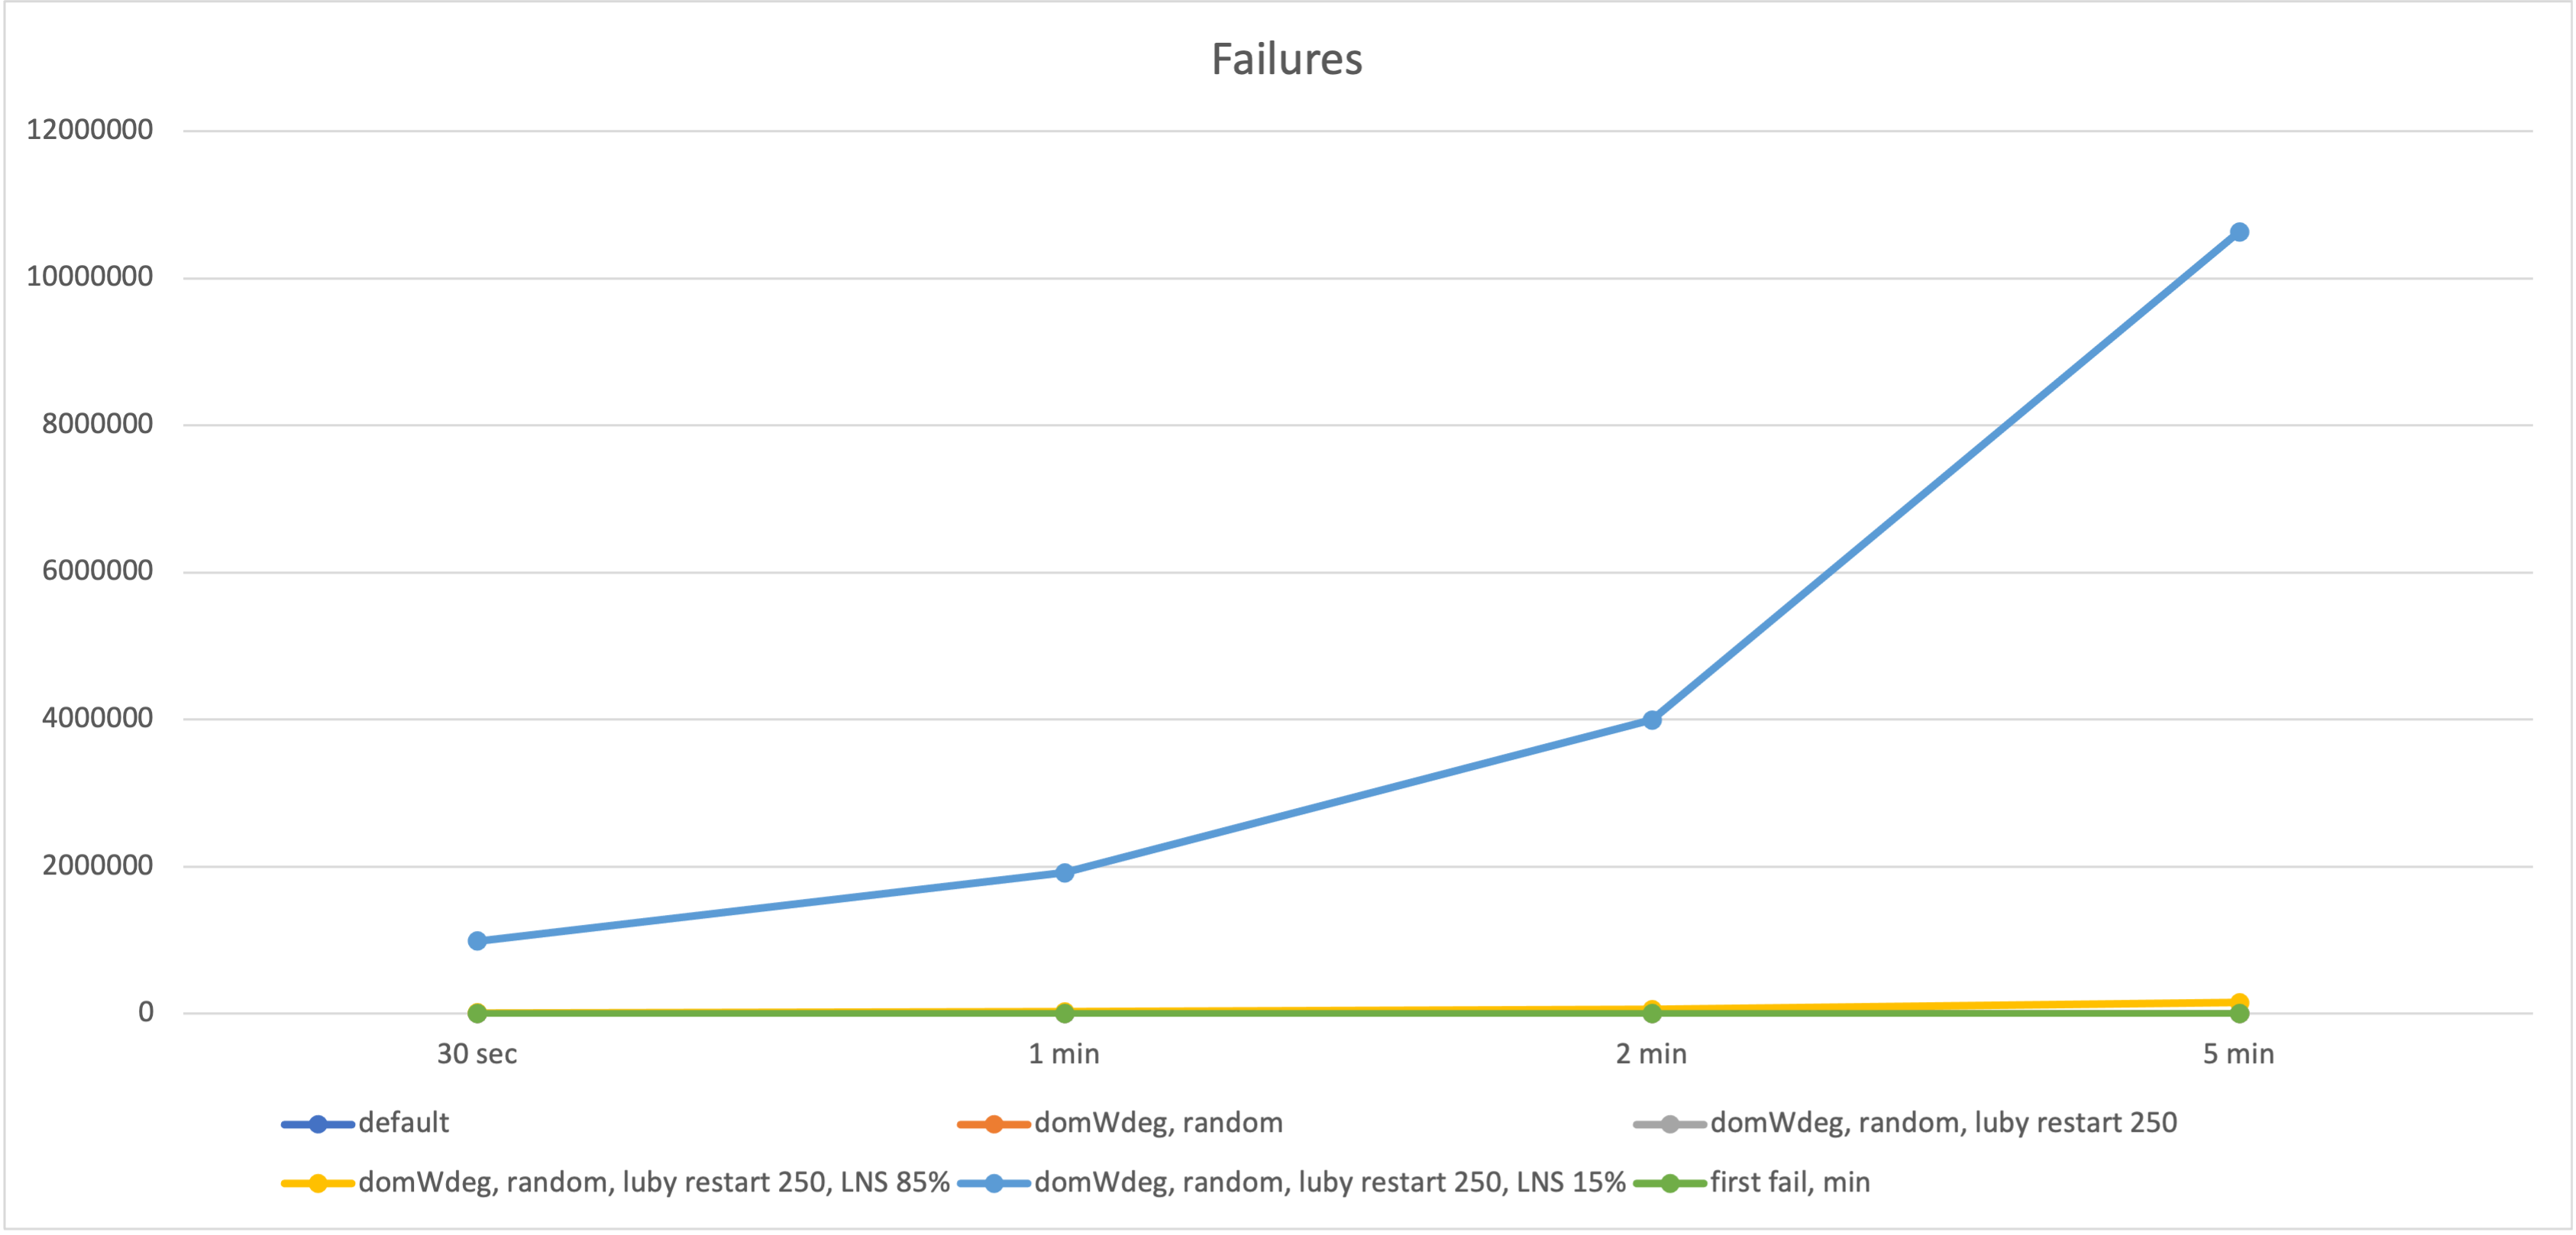 Failures
12000000
10000000
8000000
6000000
4000000
2000000
0
30 sec 1 min 2 min 5 min
default domWdeg, random domWdeg, random, luby restart 250
domWdeg, random, luby restart 250, LNS 85% domWdeg, random, luby restart 250, LNS 15% first fail, min